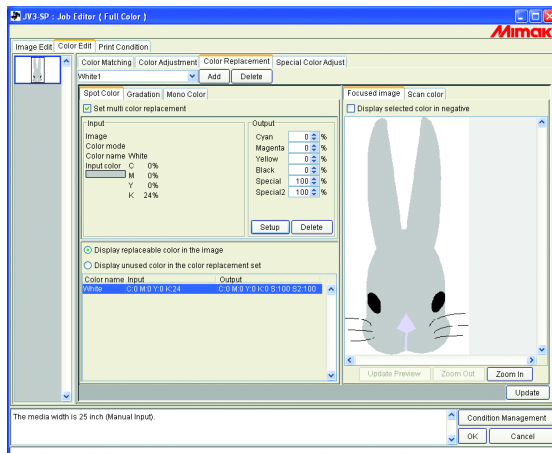 JV3-SP : Job Editor ( Full Color )
Mimaki
Image Edit Color Edit Print Condition
Color Matching Color Adjustment Color Replacement Special Color Adjust
White1 Add Delete
Spot Color Gradation Mono Color
Set multi color replacement
Input
Image
Color mode
Color name White
Input color C 0%
M 0%
Y 0%
K 24%
Output
Cyan 0 %
Magenta 0 %
Yellow 0 %
Black 0 %
Special 100 %
Special2 100 %
Setup Delete
Display replaceable color in the image
Display unused color in the color replacement set
Color name Input Output
White C:0 M:0 Y:0 K:24 C:0 M:0 Y:0 K:0 S:100 S2:100
Focused image Scan color
Display selected color in negative
Update Preview Zoom Out Zoom In
Update
The media width is 25 inch (Manual Input).
Condition Management
OK Cancel